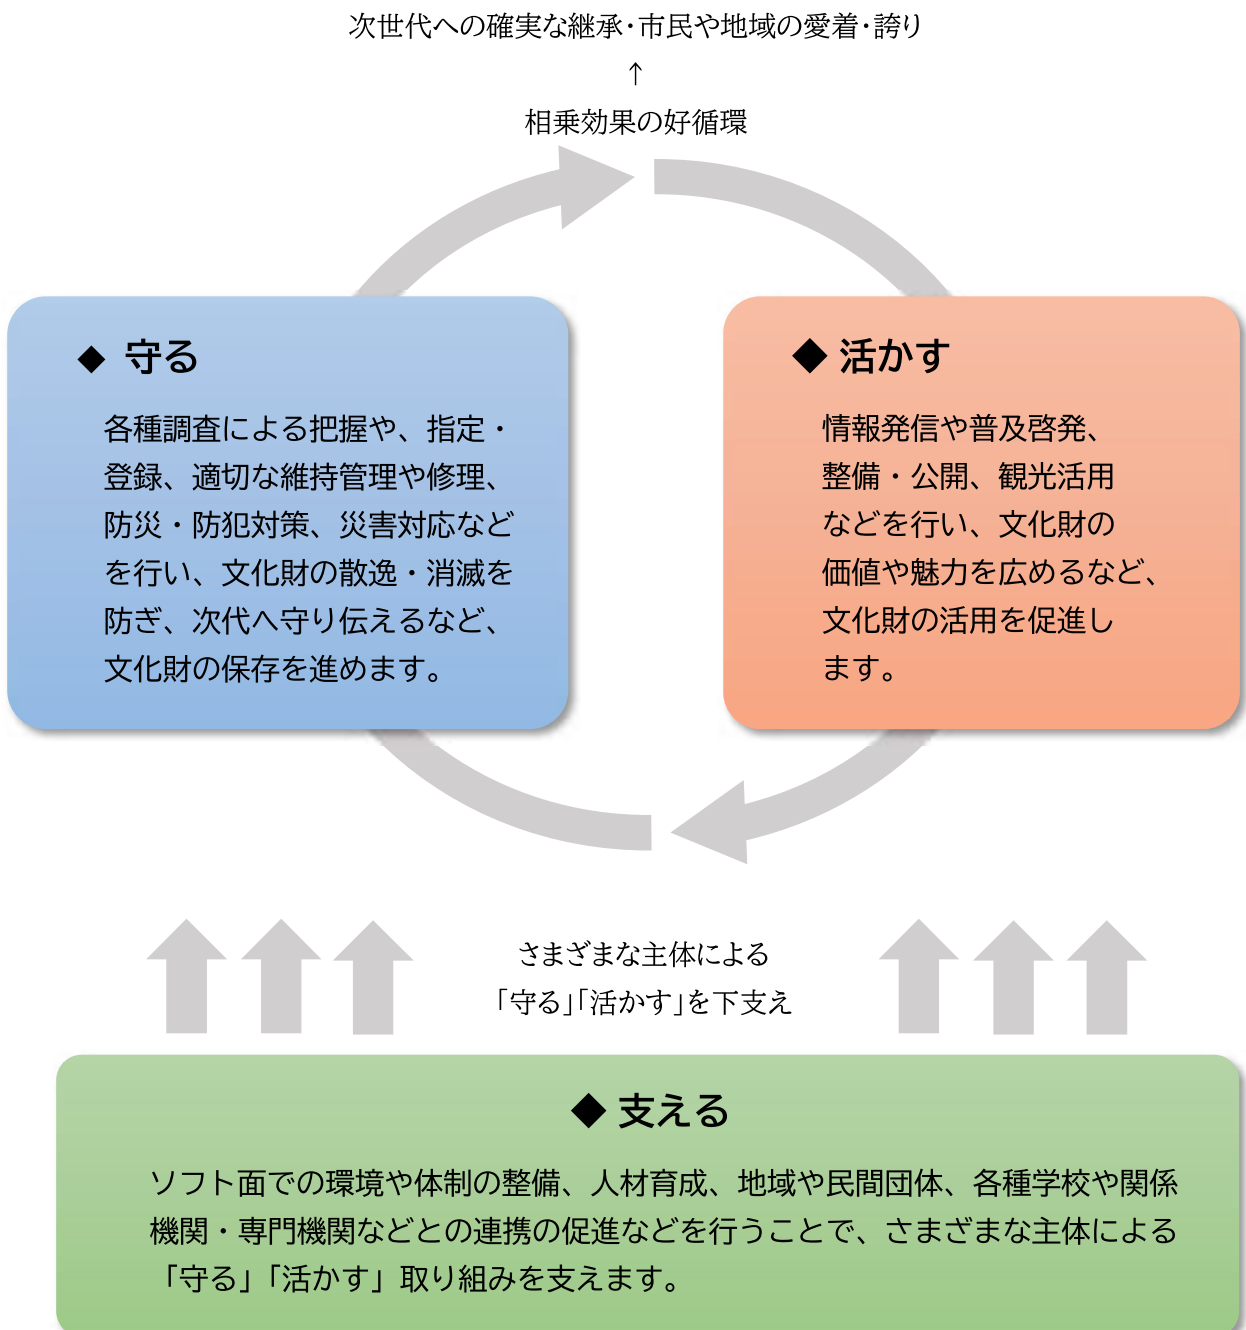 次世代への確実な継承・市民や地域の愛着・誇り
↑
相乗効果の好循環
◆ 守る
各種調査による把握や、指定・
登録、適切な維持管理や修理、
防災・防犯対策、災害対応など
を行い、文化財の散逸・消滅を
防ぎ、次代へ守り伝えるなど、
文化財の保存を進めます。
◆ 活かす
情報発信や普及啓発、
整備・公開、観光活用
などを行い、文化財の
価値や魅力を広めるなど、
文化財の活用を促進し
ます。
さまざまな主体による
「守る」「活かす」を下支え
◆ 支える
ソフト面での環境や体制の整備、人材育成、地域や民間団体、各種学校や関係
機関・専門機関などとの連携の促進などを行うことで、さまざまな主体による
「守る」「活かす」取り組みを支えます。